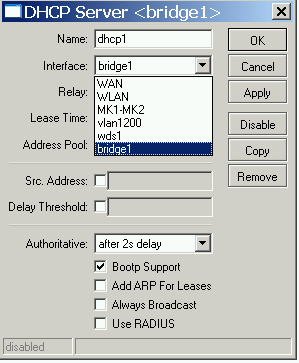 DHCP Server <bridge1>
Name: dhcp1
OK
Interface: bridge1
Cancel
WAN
WLAN
MK1-MK2
vlan1200
wds1
bridge1
Relay:
Apply
Lease Time:
Disable
Address Pool:
Copy
Remove
Src. Address:
Delay Threshold:
Authoritative: after 2s delay
Bootp Support
Add ARP For Leases
Always Broadcast
Use RADIUS
disabled